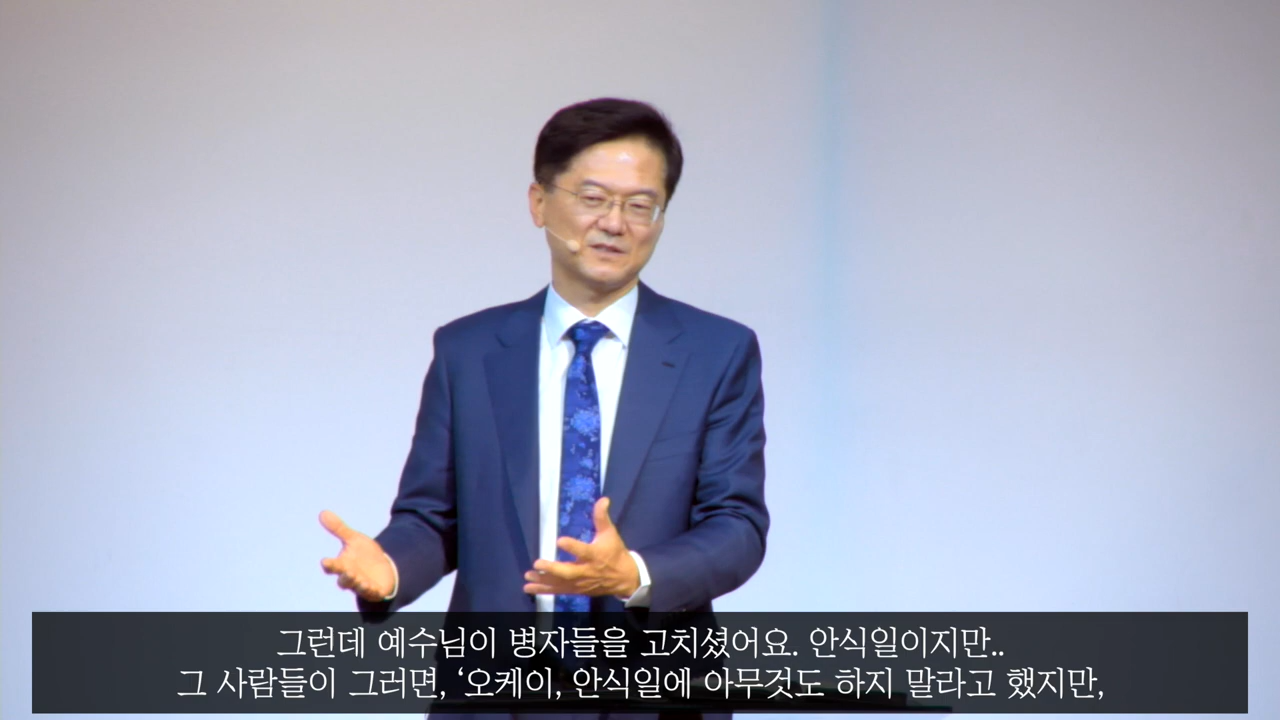 그런데 예수님이 병자들을 고치셨어요. 안식일이지만..
그 사람들이 그러면, ‘오케이, 안식일에 아무것도 하지 말라고 했지만,